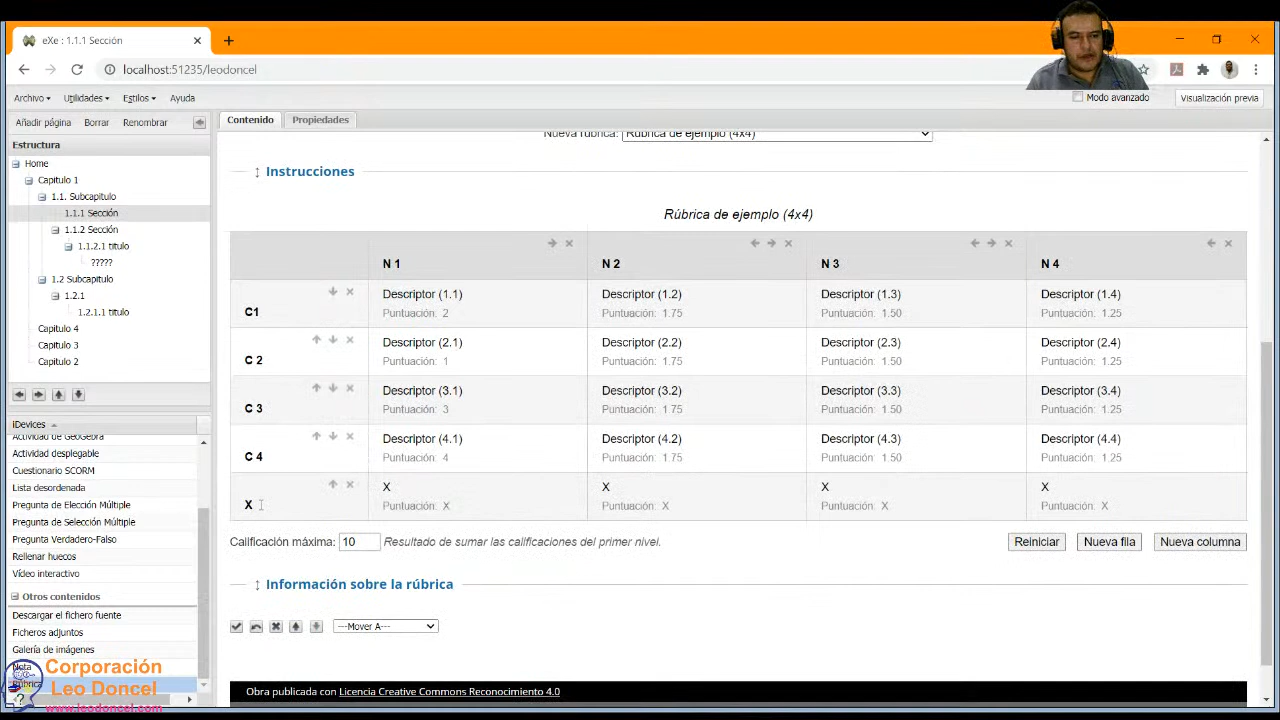 eXe : 1.1.1 Sección
localhost:51235/leodoncel
Archivo Utilidades Estilos Ayuda
Modo avanzado
Visualización previa
Añadir página Borrar Renombrar
Contenido Propiedades
Estructura
Home
Capitulo 1
1.1. Subcapitulo
1.1.1 Sección
1.1.2 Sección
1.1.2.1 titulo
?????
1.2 Subcapitulo
1.2.1
1.2.1.1 titulo
Capitulo 4
Capitulo 3
Capitulo 2
iDevices
Actividad de GeoGebra
Actividad desplegable
Cuestionario SCORM
Lista desordenada
Pregunta de Elección Múltiple
Pregunta de Selección Múltiple
Pregunta Verdadero-Falso
Rellenar huecos
Vídeo interactivo
Otros contenidos
Descargar el fichero fuente
Ficheros adjuntos
Galería de imágenes
Nota
Corporación
Leo Doncel
www.leodoncel.com
Nueva rúbrica: Rúbrica de ejemplo (4x4)
Instrucciones
Rúbrica de ejemplo (4x4)
N 1 N 2 N 3 N 4
Descriptor (1.1) Descriptor (1.2) Descriptor (1.3) Descriptor (1.4)
C1 Puntuación: 2 Puntuación: 1.75 Puntuación: 1.50 Puntuación: 1.25
Descriptor (2.1) Descriptor (2.2) Descriptor (2.3) Descriptor (2.4)
C 2 Puntuación: 1 Puntuación: 1.75 Puntuación: 1.50 Puntuación: 1.25
Descriptor (3.1) Descriptor (3.2) Descriptor (3.3) Descriptor (3.4)
C 3 Puntuación: 3 Puntuación: 1.75 Puntuación: 1.50 Puntuación: 1.25
Descriptor (4.1) Descriptor (4.2) Descriptor (4.3) Descriptor (4.4)
C 4 Puntuación: 4 Puntuación: 1.75 Puntuación: 1.50 Puntuación: 1.25
X X X X
X Puntuación: X Puntuación: X Puntuación: X Puntuación: X
Calificación máxima: 10 Resultado de sumar las calificaciones del primer nivel.
Reiniciar Nueva fila Nueva columna
Información sobre la rúbrica
---Mover A---
Obra publicada con Licencia Creative Commons Reconocimiento 4.0